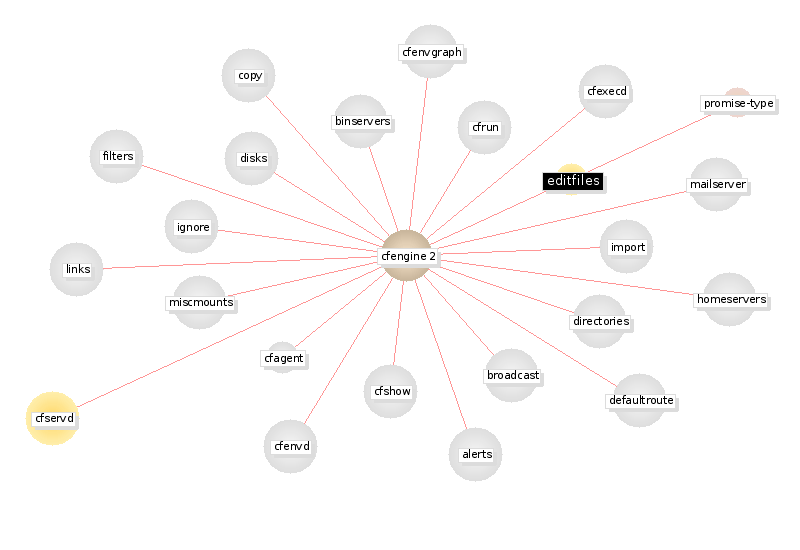 cfenvgraph
copy
cfexecd
promise-type
binservers
cfrun
filters
disks
editfiles
mailserver
ignore
import
cfengine 2
links
miscmounts
homeservers
directories
cfagent
broadcast
cfshow
defaultroute
cfservd
cfenvd
alerts